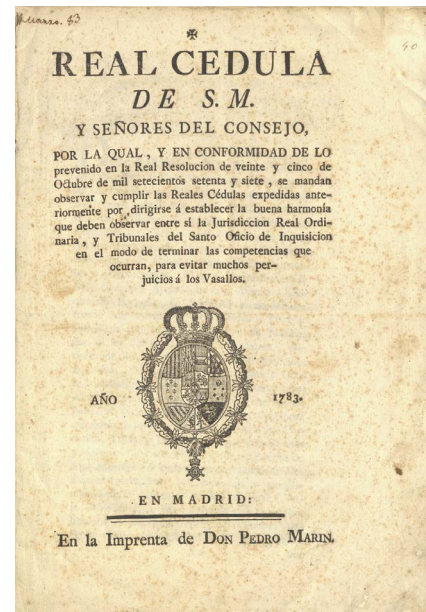 Marzo. 83
40
✠
REAL CEDULA
DE S. M.
Y SEÑORES DEL CONSEJO,
POR LA QUAL, Y EN CONFORMIDAD DE LO
prevenido en la Real Resolucion de veinte y cinco de
Octubre de mil setecientos setenta y siete, se mandan
observar y cumplir las Reales Cédulas expedidas ante-
riormente por dirigirse á establecer la buena harmonía
que deben observar entre sí la Jurisdiccion Real Ordi-
naria, y Tribunales del Santo Oficio de Inquisicion
en el modo de terminar las competencias que
ocurran, para evitar muchos per-
juicios á los Vasallos.
AÑO 1783.
EN MADRID:
En la Imprenta de DON PEDRO MARIN.